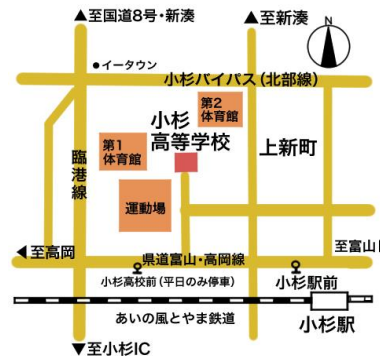 ▲至国道8号・新湊
▲至新湊
N
●イータウン
小杉バイパス(北部線)
第2
体育館
小杉
高等学校
第1
体育館
上新町
臨港線
運動場
◀至高岡
至富山
県道富山・高岡線
小杉高校前(平日のみ停車)
小杉駅前
あいの風とやま鉄道
小杉駅
▼至小杉IC